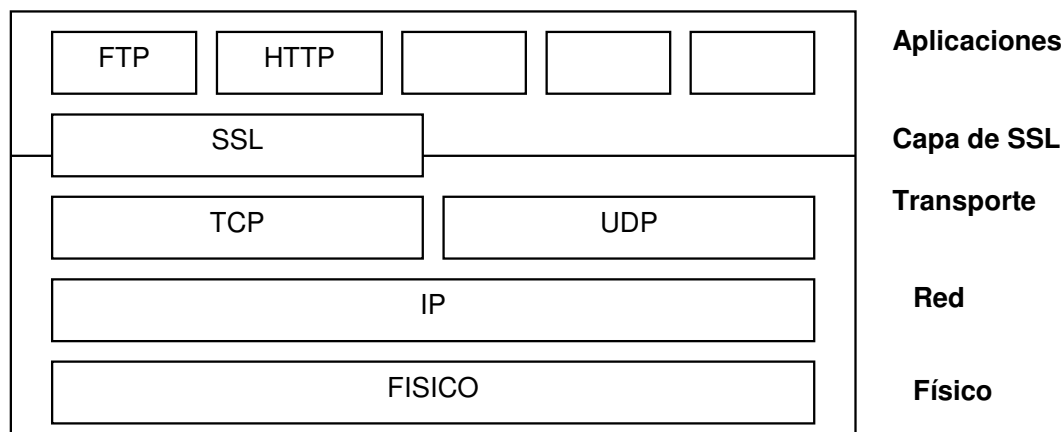 FTP HTTP Aplicaciones
SSL Capa de SSL
TCP UDP Transporte
IP Red
FISICO Físico